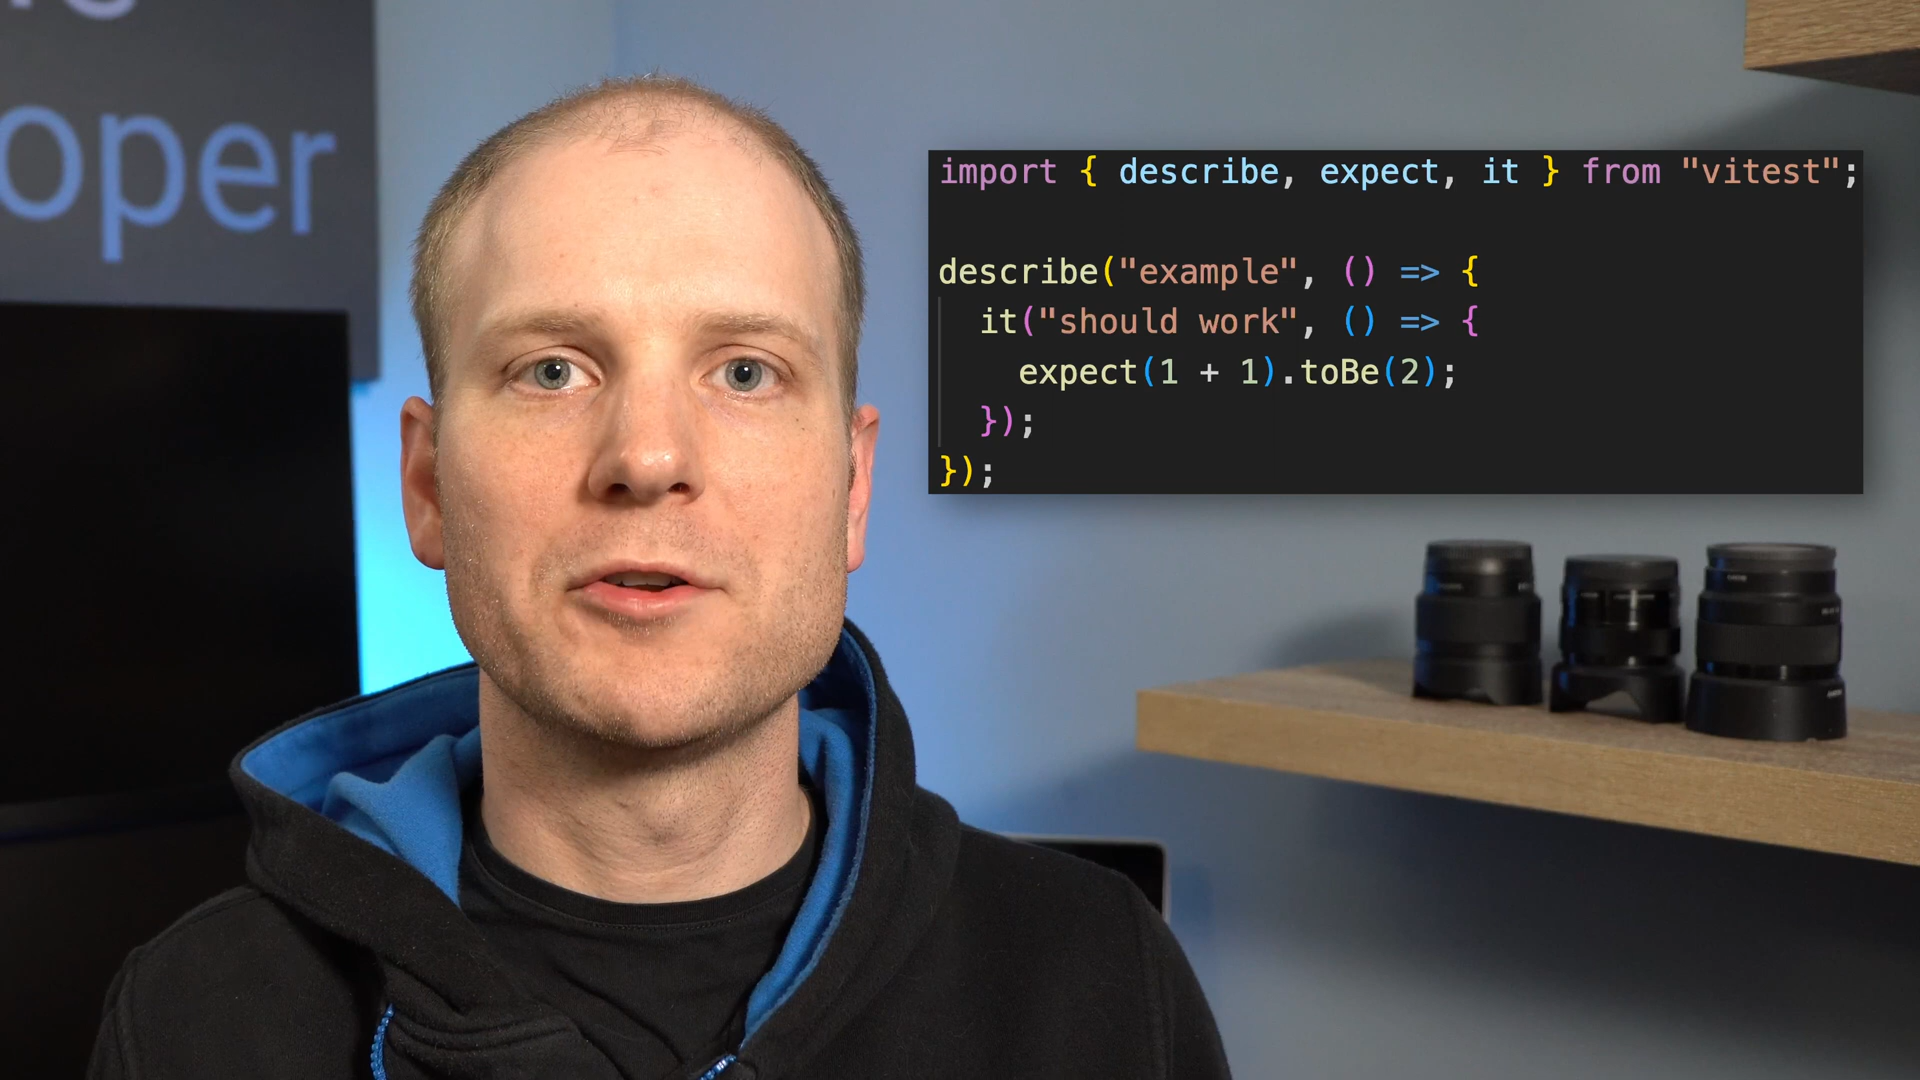 oper
import { describe, expect, it } from "vitest";
describe("example", () => {
it("should work", () => {
expect(1 + 1).toBe(2);
});
});